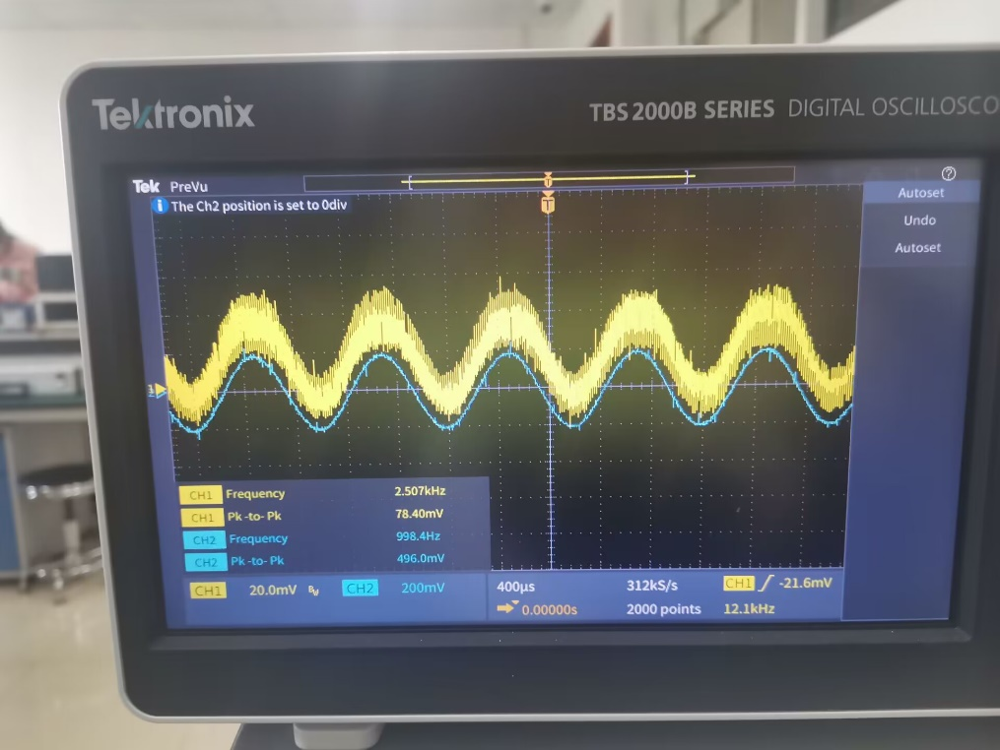 Tektronix
TBS 2000B SERIES DIGITAL OSCILLOSCO
Tek PreVu
T
?
i The Ch2 position is set to 0div
T
Autoset
Undo
Autoset
1
CH1 Frequency 2.507kHz
CH1 Pk-to-Pk 78.40mV
CH2 Frequency 998.4Hz
CH2 Pk-to-Pk 496.0mV
CH1 20.0mV BW CH2 200mV
400µs 312kS/s CH1 -21.6mV
0.00000s 2000 points 12.1kHz